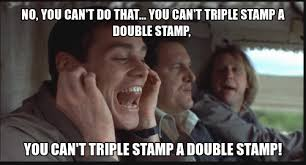 NO, YOU CAN'T DO THAT... YOU CAN'T TRIPLE STAMP A
DOUBLE STAMP,
YOU CAN'T TRIPLE STAMP A DOUBLE STAMP!